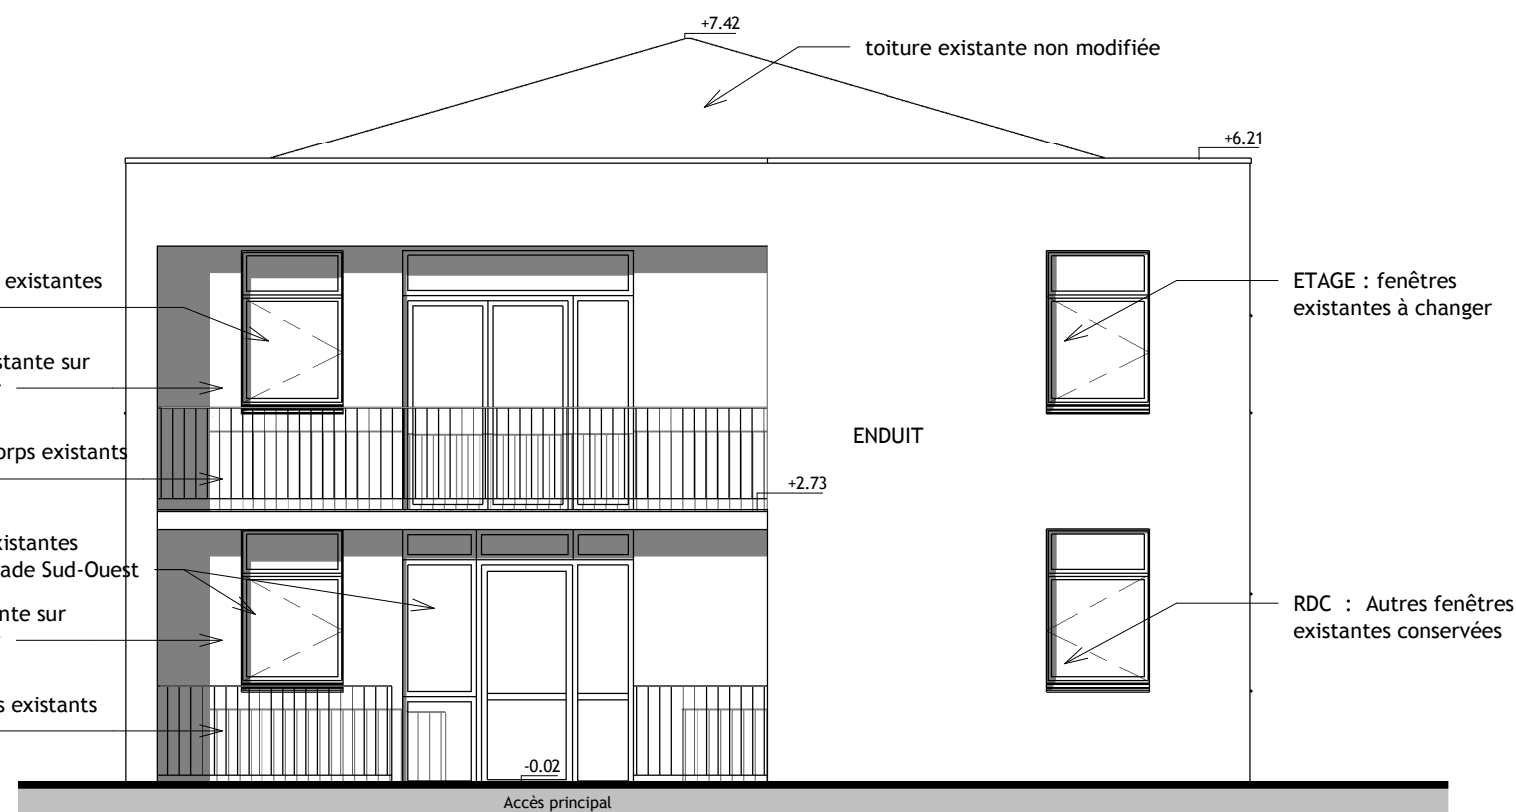 +7.42
toiture existante non modifiée
+6.21
existantes
ETAGE : fenêtres
existantes à changer
stante sur
ENDUIT
orps existants
+2.73
xistantes
ade Sud-Ouest
RDC : Autres fenêtres
existantes conservées
nte sur
s existants
-0.02
Accès principal